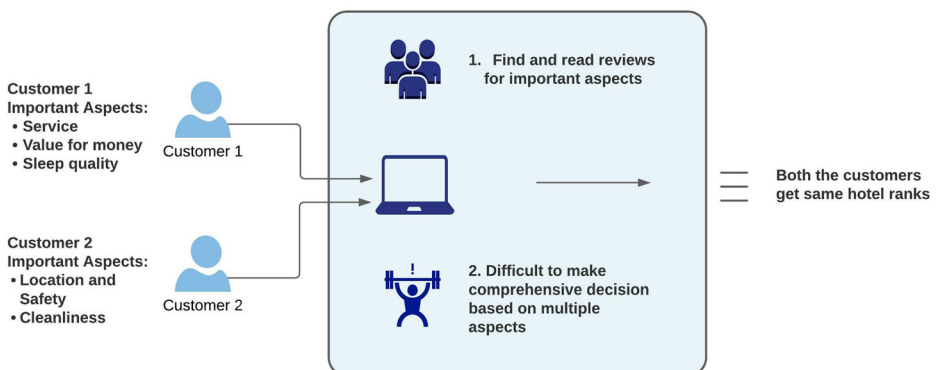 Customer 1
Important Aspects:
• Service
• Value for money
• Sleep quality
Customer 1
Customer 2
Important Aspects:
• Location and
Safety
• Cleanliness
Customer 2
1. Find and read reviews
for important aspects
!
2. Difficult to make
comprehensive decision
based on multiple
aspects
Both the customers
get same hotel ranks